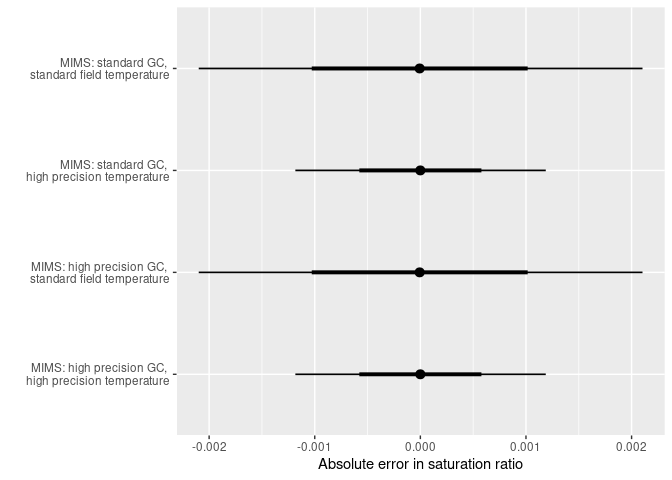 MIMS: standard GC,
standard field temperature
MIMS: standard GC,
high precision temperature
MIMS: high precision GC,
standard field temperature
MIMS: high precision GC,
high precision temperature
-0.002 -0.001 0.000 0.001 0.002
Absolute error in saturation ratio